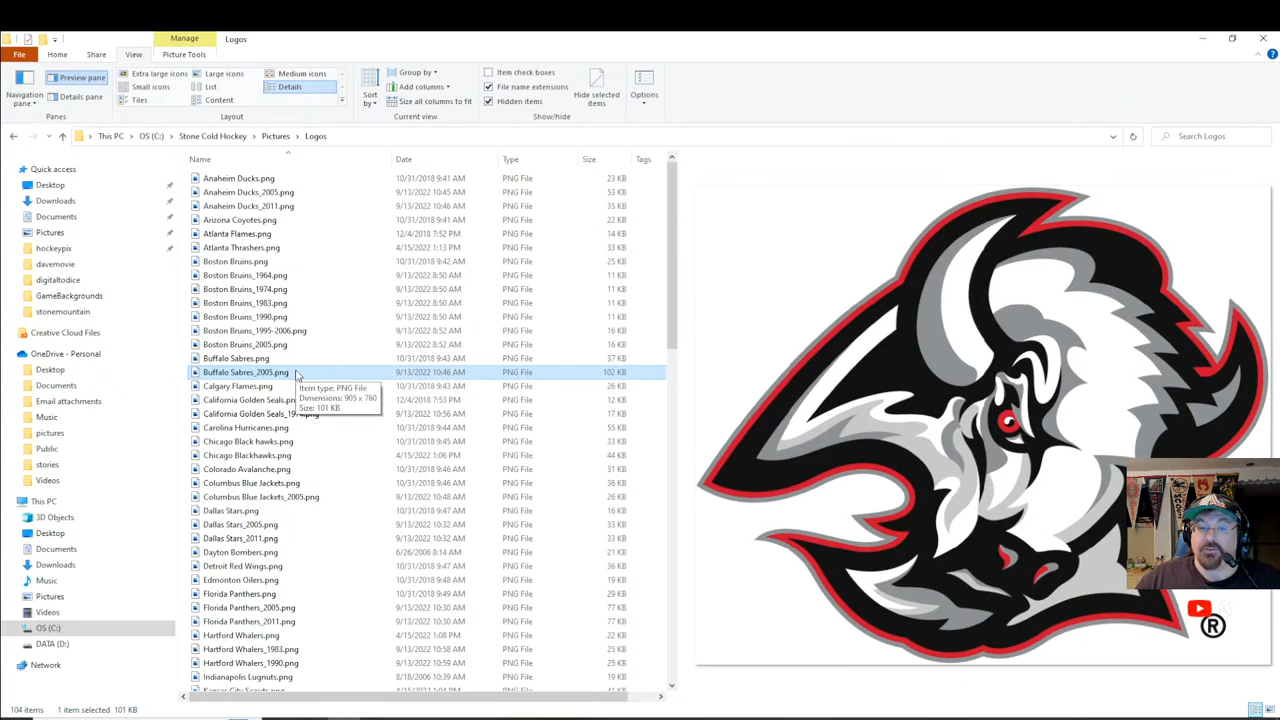 Manage
Logos
File
Home
Share
View
Picture Tools
Navigation pane
Preview pane
Details pane
Panes
Extra large icons
Large icons
Medium icons
Small icons
List
Details
Tiles
Content
Layout
Sort by
Group by
Add columns
Size all columns to fit
Current view
Item check boxes
File name extensions
Hidden items
Hide selected items
Show/hide
Options
This PC
OS (C:)
Stone Cold Hockey
Pictures
Logos
Search Logos
Name
Date
Type
Size
Tags
Quick access
Desktop
Downloads
Documents
Pictures
hockeypix
davemovie
digitaltodice
GameBackgrounds
stonemountain
Creative Cloud Files
OneDrive - Personal
Desktop
Documents
Email attachments
Music
pictures
Public
stories
Videos
This PC
3D Objects
Desktop
Documents
Downloads
Music
Pictures
Videos
OS (C:)
DATA (D:)
Network
Anaheim Ducks.png 10/31/2018 9:41 AM PNG File 23 KB
Anaheim Ducks_2005.png 9/13/2022 10:45 AM PNG File 53 KB
Anaheim Ducks_2011.png 9/13/2022 10:46 AM PNG File 35 KB
Arizona Coyotes.png 10/31/2018 9:41 AM PNG File 22 KB
Atlanta Flames.png 12/4/2018 7:52 PM PNG File 14 KB
Atlanta Thrashers.png 4/15/2022 1:13 PM PNG File 33 KB
Boston Bruins.png 10/31/2018 9:42 AM PNG File 25 KB
Boston Bruins_1964.png 9/13/2022 8:50 AM PNG File 11 KB
Boston Bruins_1974.png 9/13/2022 8:50 AM PNG File 11 KB
Boston Bruins_1983.png 9/13/2022 8:50 AM PNG File 11 KB
Boston Bruins_1990.png 9/13/2022 8:50 AM PNG File 11 KB
Boston Bruins_1995-2006.png 9/13/2022 8:52 AM PNG File 16 KB
Boston Bruins_2005.png 9/13/2022 8:52 AM PNG File 16 KB
Buffalo Sabres.png 10/31/2018 9:43 AM PNG File 37 KB
Buffalo Sabres_2005.png 9/13/2022 10:46 AM PNG File 102 KB
Calgary Flames.png 10/31/2018 9:43 AM PNG File 26 KB
California Golden Seals.pn 12/4/2018 7:53 PM PNG File 14 KB
California Golden Seals_ 9/13/2022 10:56 AM PNG File 17 KB
Carolina Hurricanes.png 10/31/2018 9:44 AM PNG File 55 KB
Chicago Black hawks.png 10/31/2018 9:45 AM PNG File 43 KB
Chicago Blackhawks.png 4/15/2022 1:06 PM PNG File 44 KB
Colorado Avalanche.png 10/31/2018 9:46 AM PNG File 31 KB
Columbus Blue Jackets.png 10/31/2018 9:46 AM PNG File 36 KB
Columbus Blue Jackets_2005.png 9/13/2022 10:48 AM PNG File 26 KB
Dallas Stars.png 10/31/2018 9:47 AM PNG File 16 KB
Dallas Stars_2005.png 9/13/2022 10:32 AM PNG File 33 KB
Dallas Stars_2011.png 9/13/2022 10:32 AM PNG File 33 KB
Dayton Bombers.png 6/26/2006 8:14 AM PNG File 21 KB
Detroit Red Wings.png 10/31/2018 9:47 AM PNG File 36 KB
Edmonton Oilers.png 10/31/2018 9:48 AM PNG File 31 KB
Florida Panthers.png 10/31/2018 9:48 AM PNG File 29 KB
Florida Panthers_2005.png 9/13/2022 10:30 AM PNG File 77 KB
Florida Panthers_2011.png 9/13/2022 10:30 AM PNG File 77 KB
Hartford Whalers.png 4/15/2022 1:08 PM PNG File 22 KB
Hartford Whalers_1983.png 9/13/2022 10:58 AM PNG File 25 KB
Hartford Whalers_1990.png 9/13/2022 10:59 AM PNG File 25 KB
Indianapolis Lugnuts.png 8/18/2006 10:39 AM PNG File 19 KB
Kansas City Scouts.png 4/15/2022 1:04 PM PNG File 41 KB
Item type: PNG File
Dimensions: 905 x 760
Size: 101 KB
®
104 items 1 item selected 101 KB